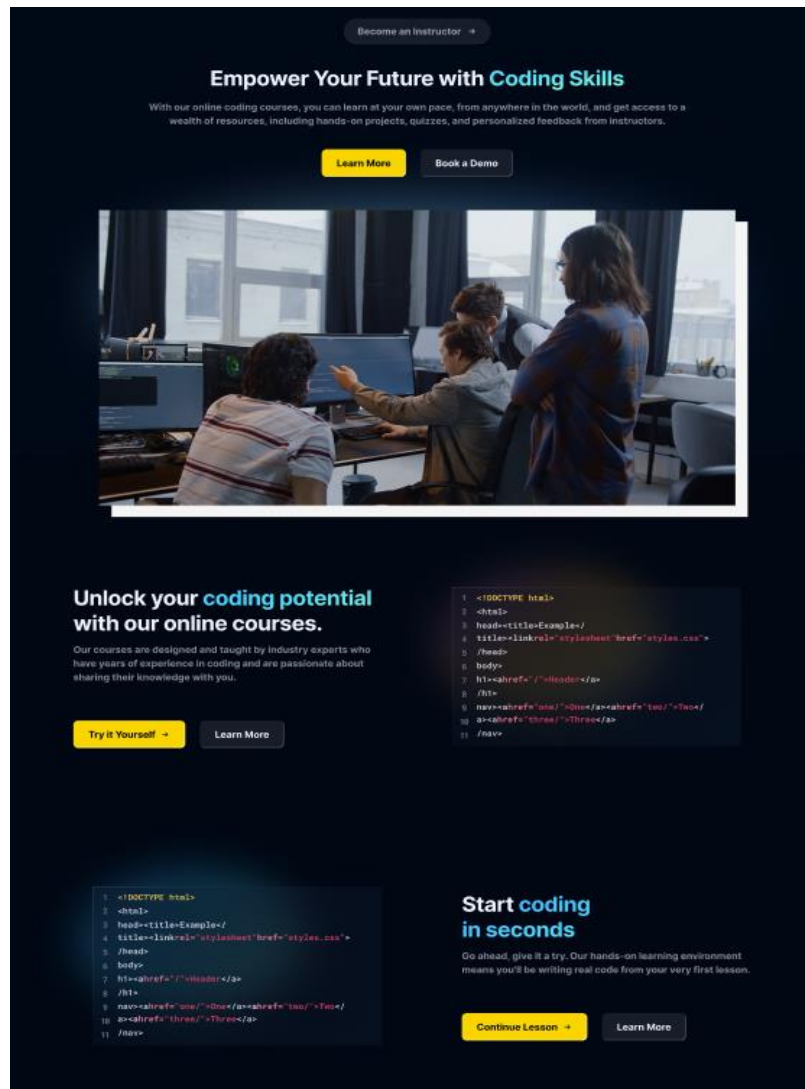 Become an Instructor →
Empower Your Future with Coding Skills
With our online coding courses, you can learn at your own pace, from anywhere in the world, and get access to a
wealth of resources, including hands-on projects, quizzes, and personalized feedback from instructors.
Learn More
Book a Demo
Unlock your coding potential
with our online courses.
Our courses are designed and taught by industry experts who
have years of experience in coding and are passionate about
sharing their knowledge with you.
Try it Yourself →
Learn More
1 <!DOCTYPE html>
2 <html>
3 head><title>Example</
4 title><linkrel="stylesheet"href="styles.css">
5 /head>
6 body>
7 h1><ahref="/">Header</a>
8 /h1>
9 nav><ahref="one/">One</a><ahref="two/">Two</
10 a><ahref="three/">Three</a>
11 /nav>
1 <!DOCTYPE html>
2 <html>
3 head><title>Example</
4 title><linkrel="stylesheet"href="styles.css">
5 /head>
6 body>
7 h1><ahref="/">Header</a>
8 /h1>
9 nav><ahref="one/">One</a><ahref="two/">Two</
10 a><ahref="three/">Three</a>
11 /nav>
Start coding
in seconds
Go ahead, give it a try. Our hands-on learning environment
means you'll be writing real code from your very first lesson.
Continue Lesson →
Learn More